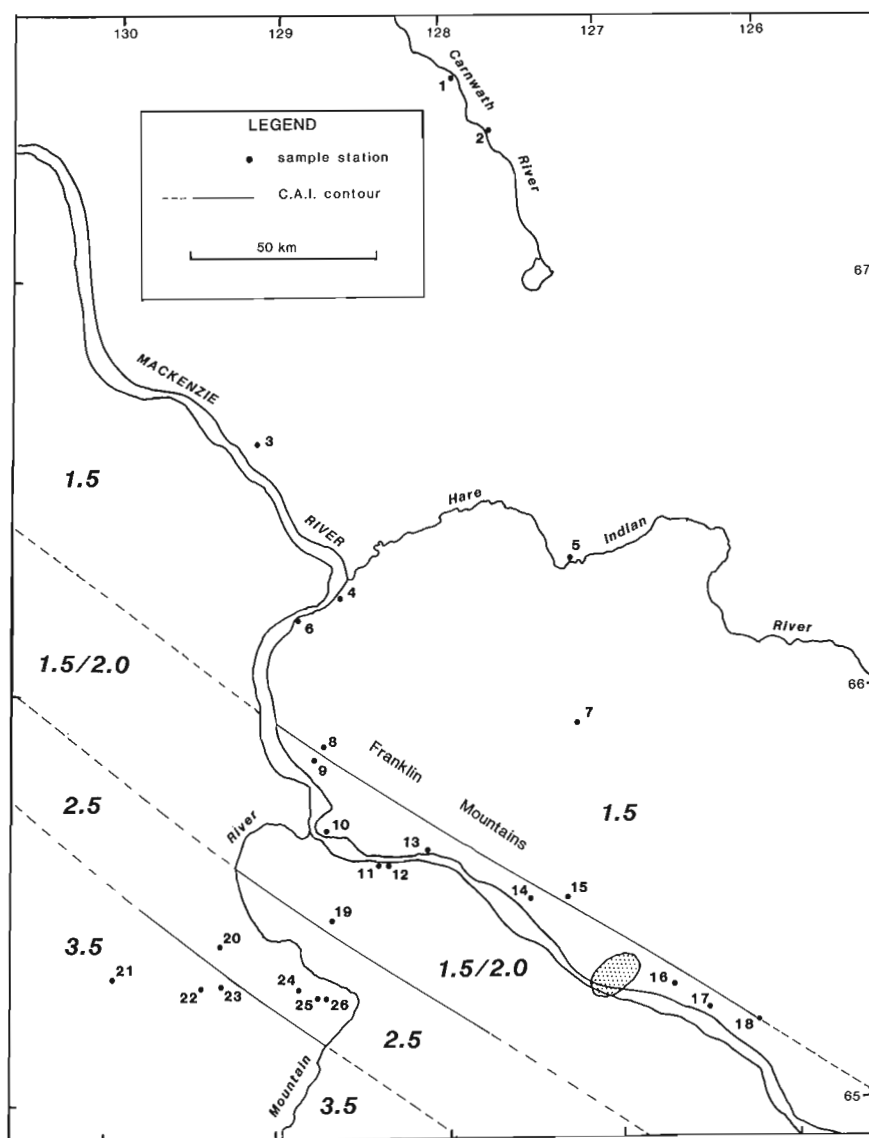 130
129
128
127
126
1
Carnwath
2
River
LEGEND
sample station
C.A.I. contour
50 km
67
MACKENZIE
3
1.5
RIVER
Hare
5
Indian
4
6
River
1.5/2.0
66
7
8
Franklin
9
Mountains
1.5
2.5
River
10
13
11
12
14
15
19
20
3.5
1.5/2.0
21
22
23
24
25
26
16
17
18
2.5
Mountain
3.5
65